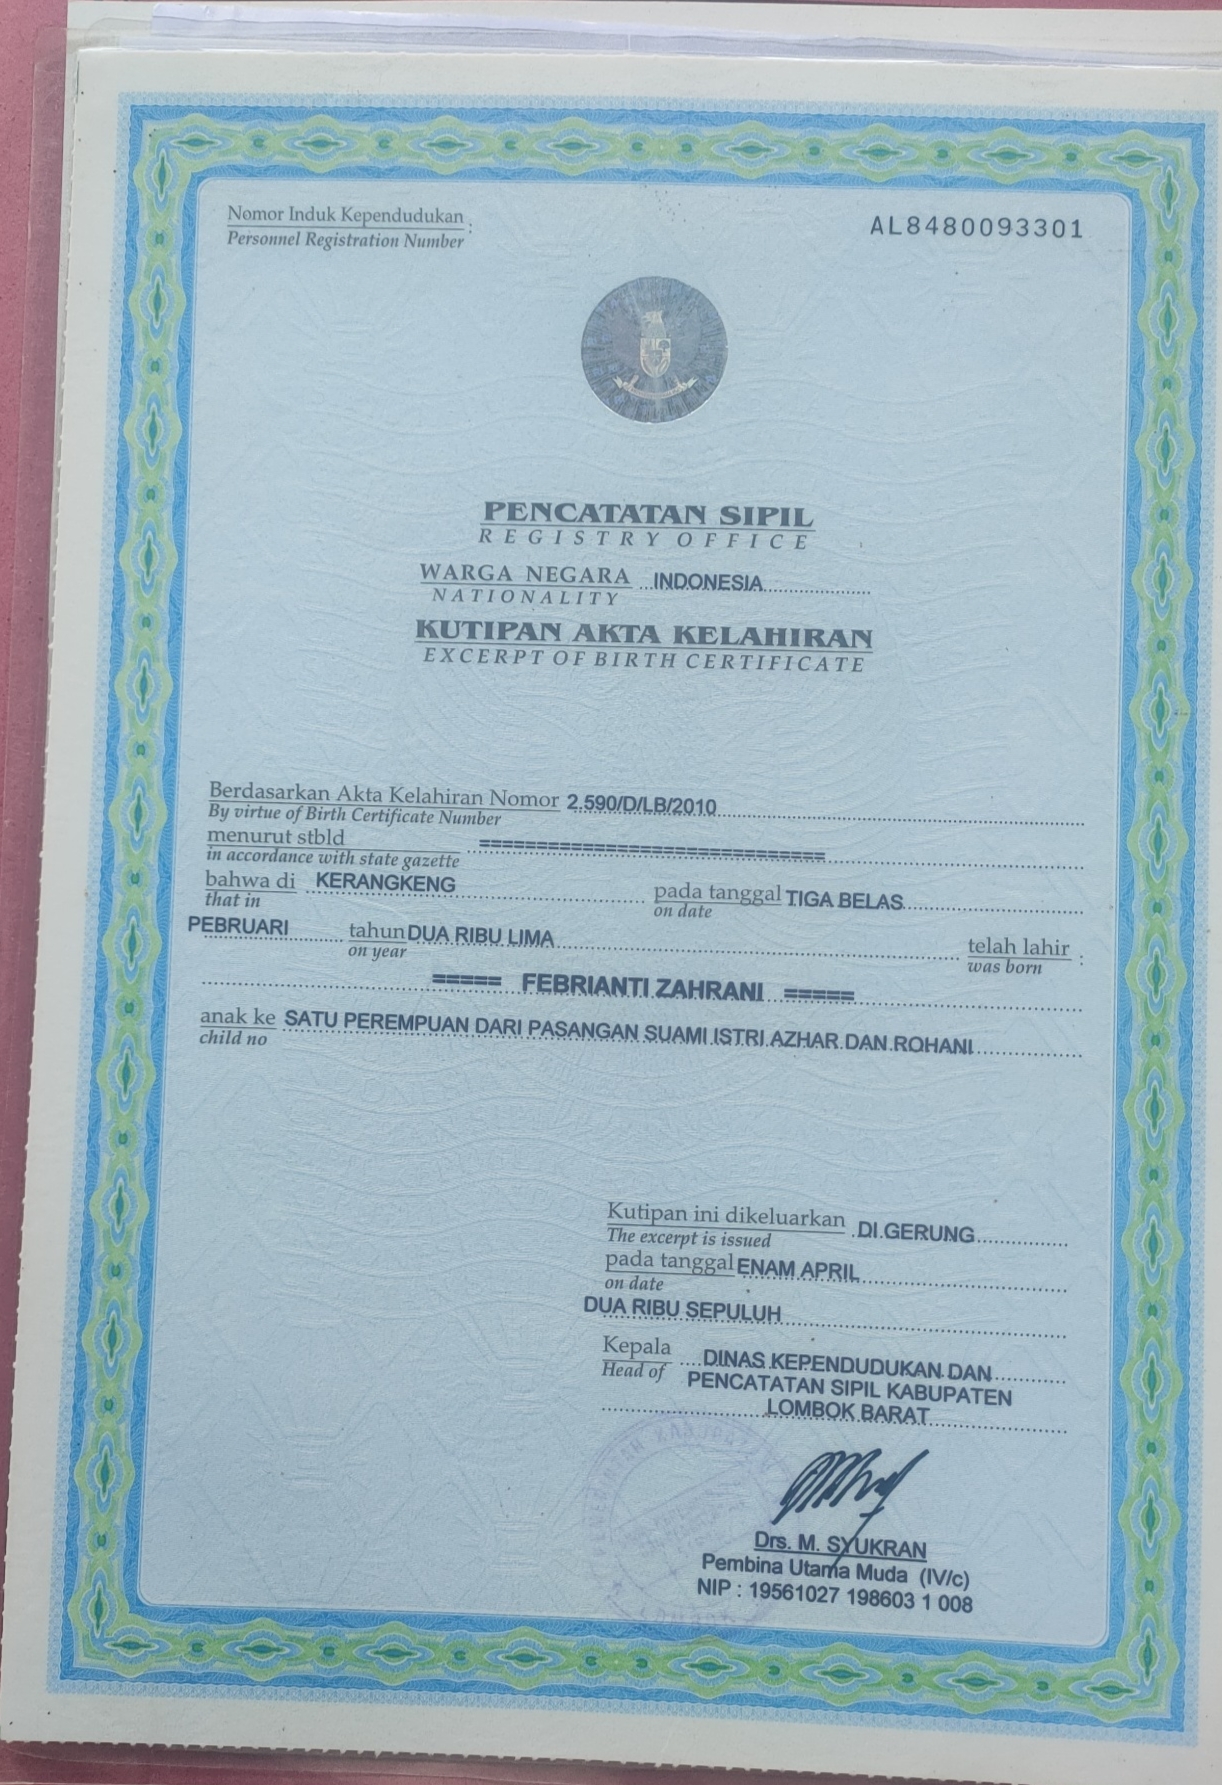 Nomor Induk Kependudukan :
Personnel Registration Number
AL8480093301
PENCATATAN SIPIL
REGISTRY OFFICE
WARGA NEGARA INDONESIA
NATIONALITY
KUTIPAN AKTA KELAHIRAN
EXCERPT OF BIRTH CERTIFICATE
Berdasarkan Akta Kelahiran Nomor 2.590/D/LB/2010
By virtue of Birth Certificate Number
menurut stbld ==============================
in accordance with state gazette
bahwa di KERANGKENG pada tanggal TIGA BELAS
that in on date
PEBRUARI tahun DUA RIBU LIMA telah lahir :
on year was born
===== FEBRIANTI ZAHRANI =====
anak ke SATU PEREMPUAN DARI PASANGAN SUAMI ISTRI AZHAR DAN ROHANI
child no
Kutipan ini dikeluarkan DI GERUNG
The excerpt is issued
pada tanggal ENAM APRIL
on date
DUA RIBU SEPULUH
Kepala DINAS KEPENDUDUKAN DAN
Head of PENCATATAN SIPIL KABUPATEN
LOMBOK BARAT
Drs. M. SYUKRAN
Pembina Utama Muda (IV/c)
NIP : 19561027 198603 1 008